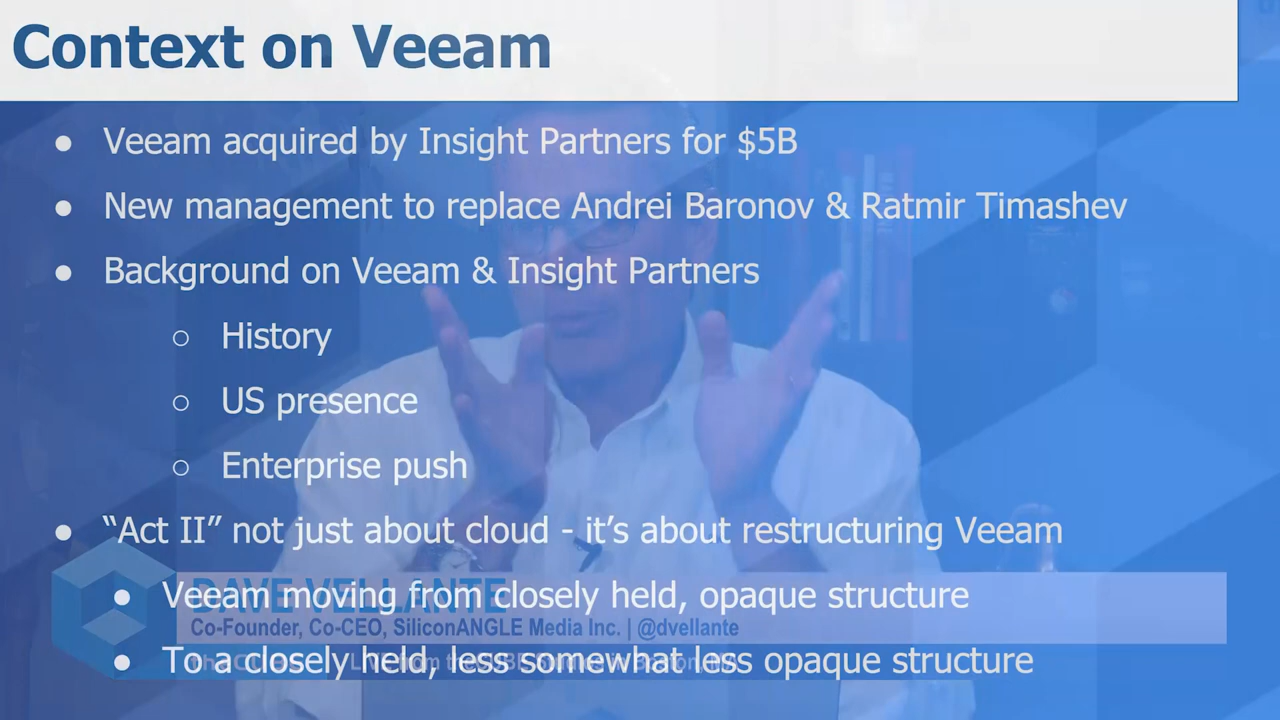 Context on Veeam
● Veeam acquired by Insight Partners for $5B
● New management to replace Andrei Baronov & Ratmir Timashev
● Background on Veeam & Insight Partners
○ History
○ US presence
○ Enterprise push
● “Act II” not just about cloud - it’s about restructuring Veeam
● Veeam moving from closely held, opaque structure
DAVE VELLANTE
Co-Founder, Co-CEO, SiliconANGLE Media Inc. | @dvellante
● To a closely held, less somewhat less opaque structure